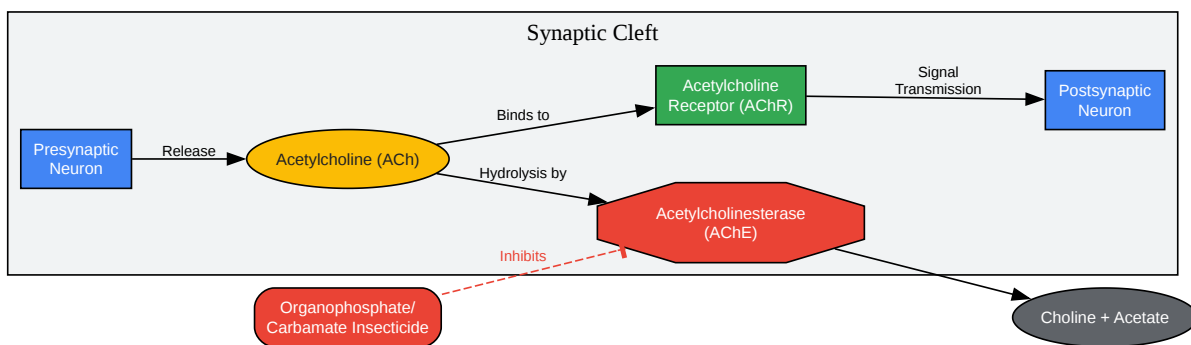 Synaptic Cleft
Presynaptic
Neuron
Release
Acetylcholine (ACh)
Binds to
Acetylcholine
Receptor (AChR)
Signal
Transmission
Postsynaptic
Neuron
Hydrolysis by
Acetylcholinesterase
(AChE)
Inhibits
Organophosphate/
Carbamate Insecticide
Choline + Acetate